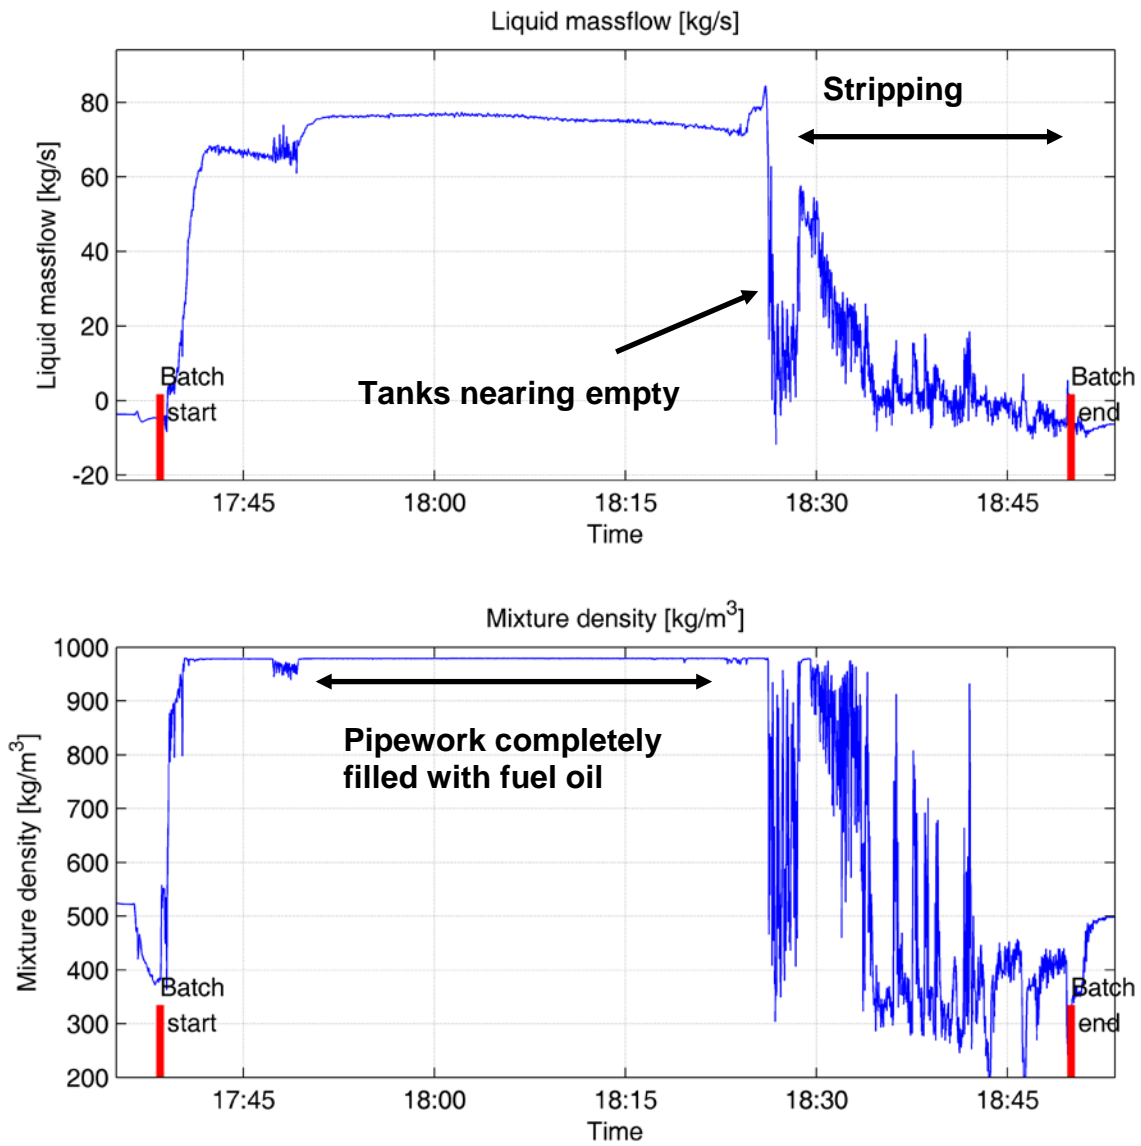 Liquid massflow [kg/s]
Liquid massflow [kg/s]
80
60
40
20
0
-20
Stripping
Tanks nearing empty
Batch
start
Batch
end
17:45
18:00
18:15
18:30
18:45
Time
Mixture density [kg/m³]
Mixture density [kg/m³]
1000
900
800
700
600
500
400
300
200
Pipework completely
filled with fuel oil
Batch
start
Batch
end
17:45
18:00
18:15
18:30
18:45
Time